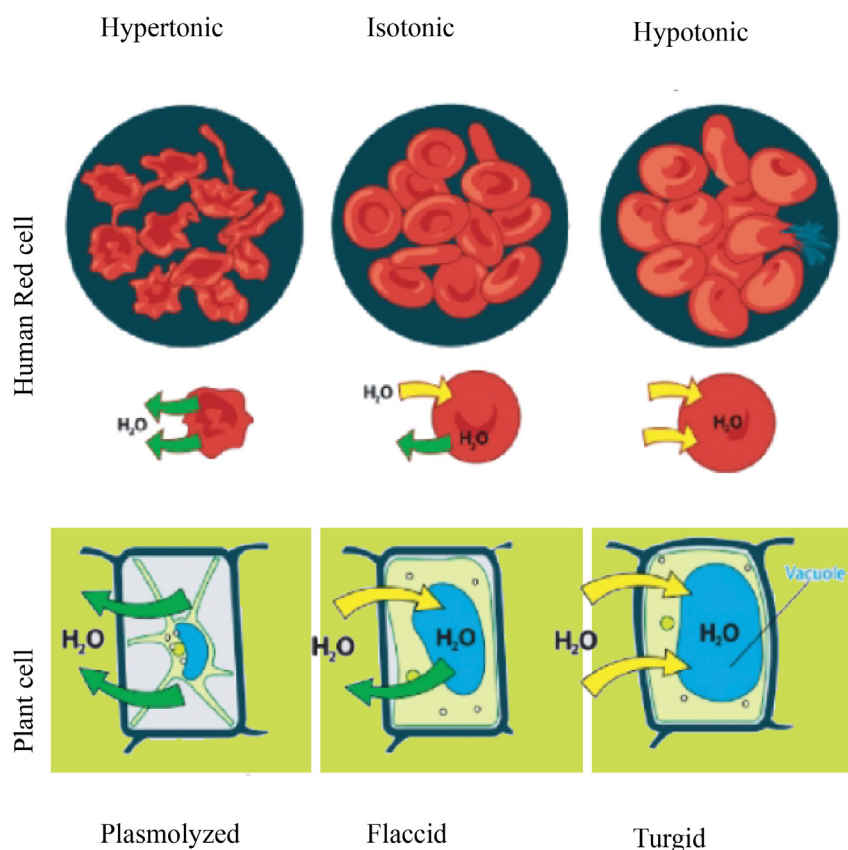 Hypertonic
Isotonic
Hypotonic
Human Red cell
H₂O
H₂O
H₂O
H₂O
Plant cell
H₂O
H₂O
H₂O
H₂O
H₂O
Vacuole
Plasmolyzed
Flaccid
Turgid